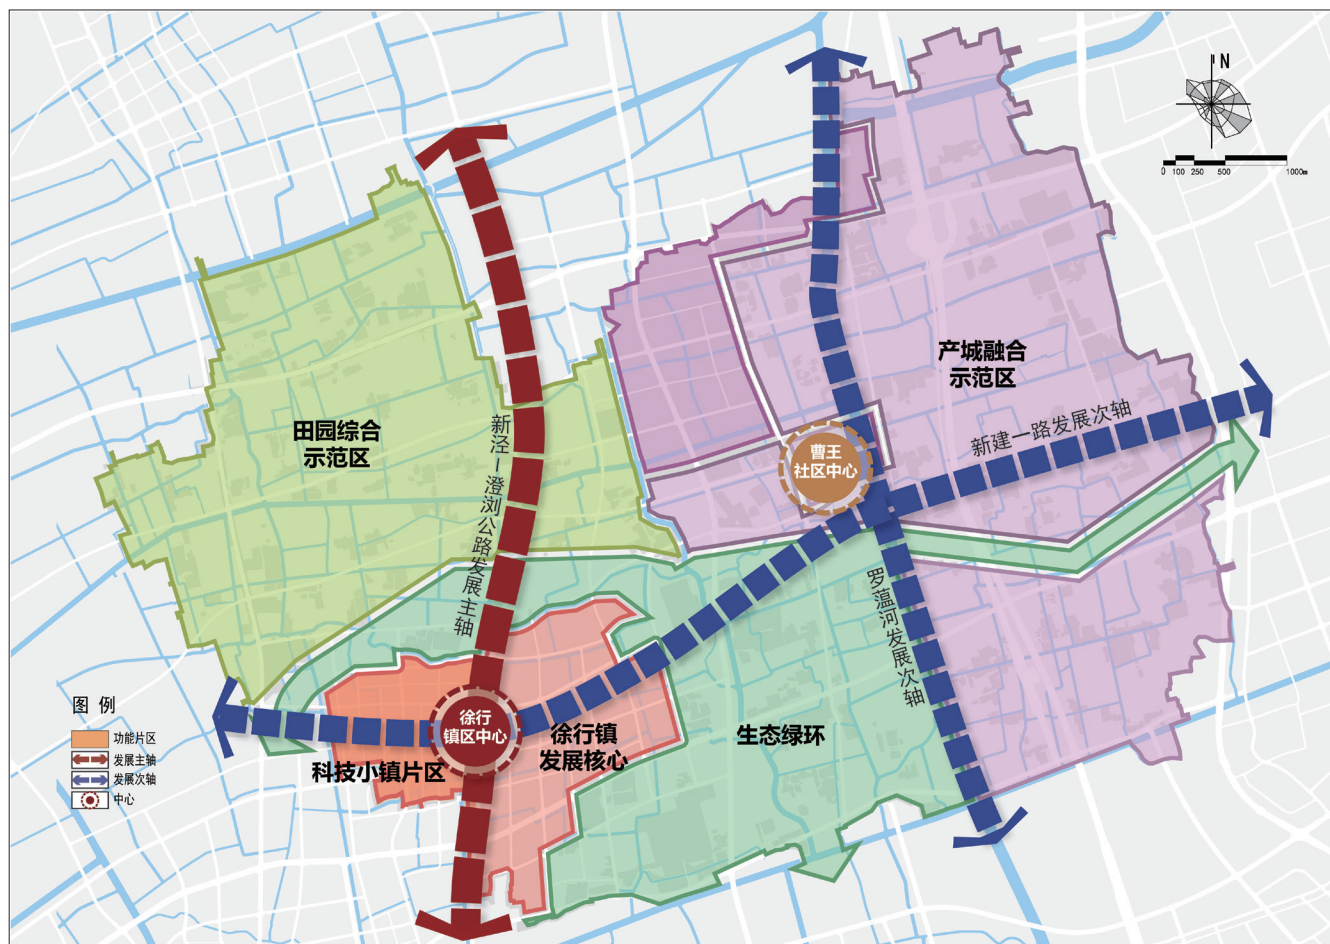 N
0 100 250 500 1000m
产城融合
示范区
新建一路发展次轴
田园综合
示范区
新泾-澄浏公路发展主轴
曹王
社区中心
罗蕰河发展次轴
图 例
功能片区
发展主轴
发展次轴
中心
徐行
镇区中心
徐行镇
发展核心
科技小镇片区
生态绿环